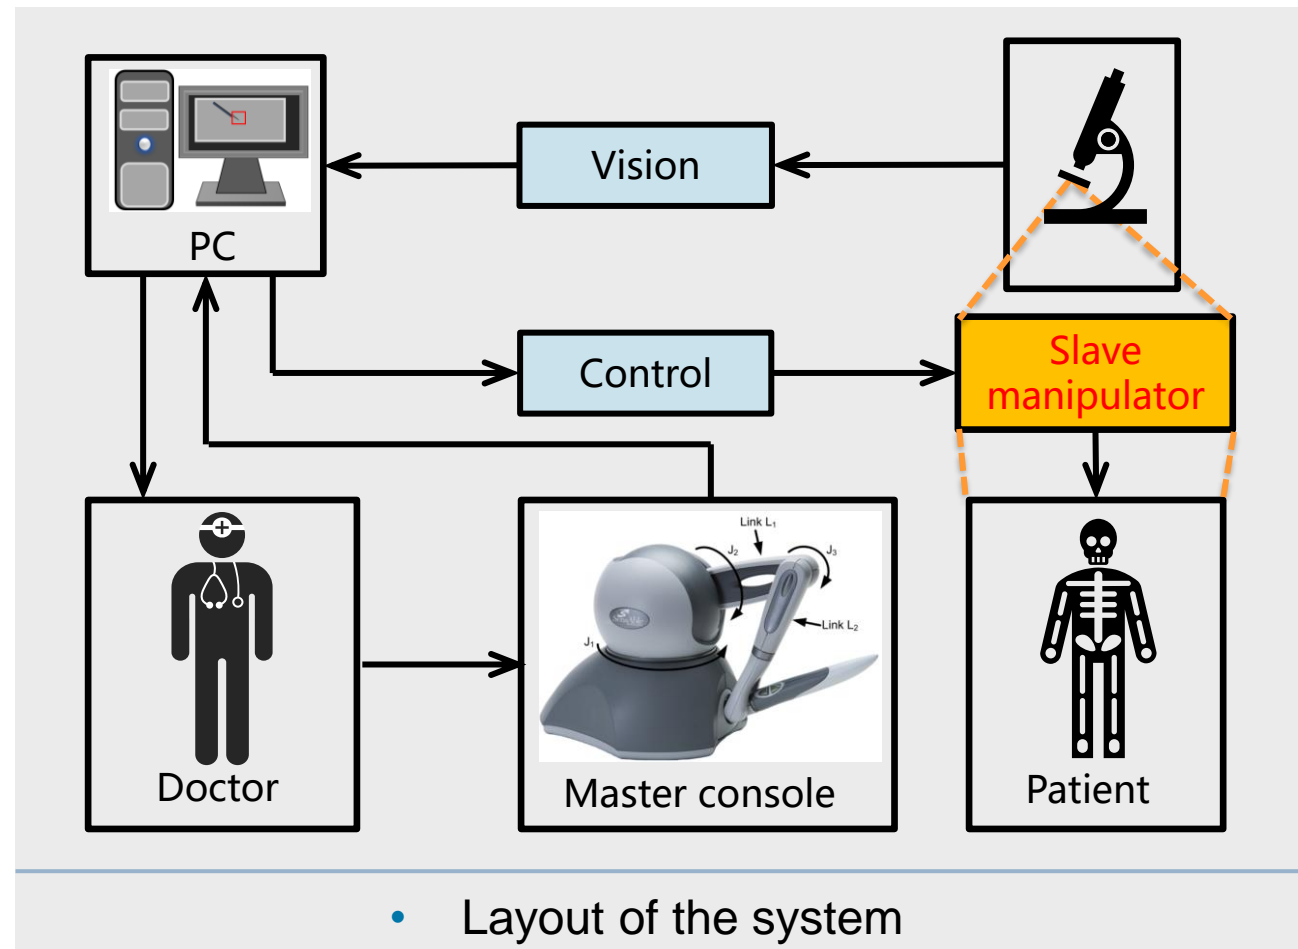 PC
Vision
Control
Slave
manipulator
Doctor
Link L₁
J₂
J₃
Link L₂
J₁
Master console
Patient
• Layout of the system